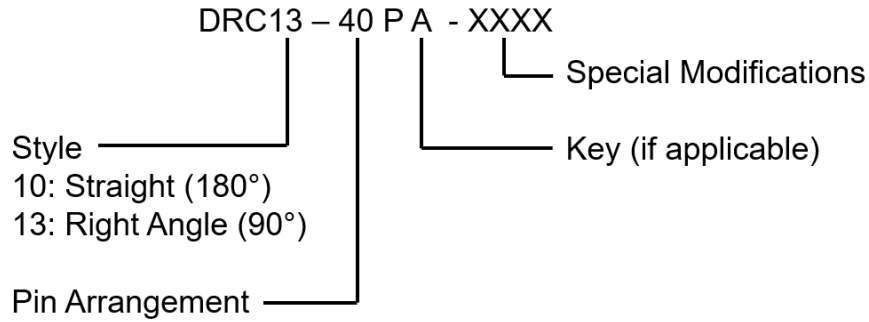 DRC13 – 40 P A - XXXX
Special Modifications
Style
Key (if applicable)
10: Straight (180°)
13: Right Angle (90°)
Pin Arrangement